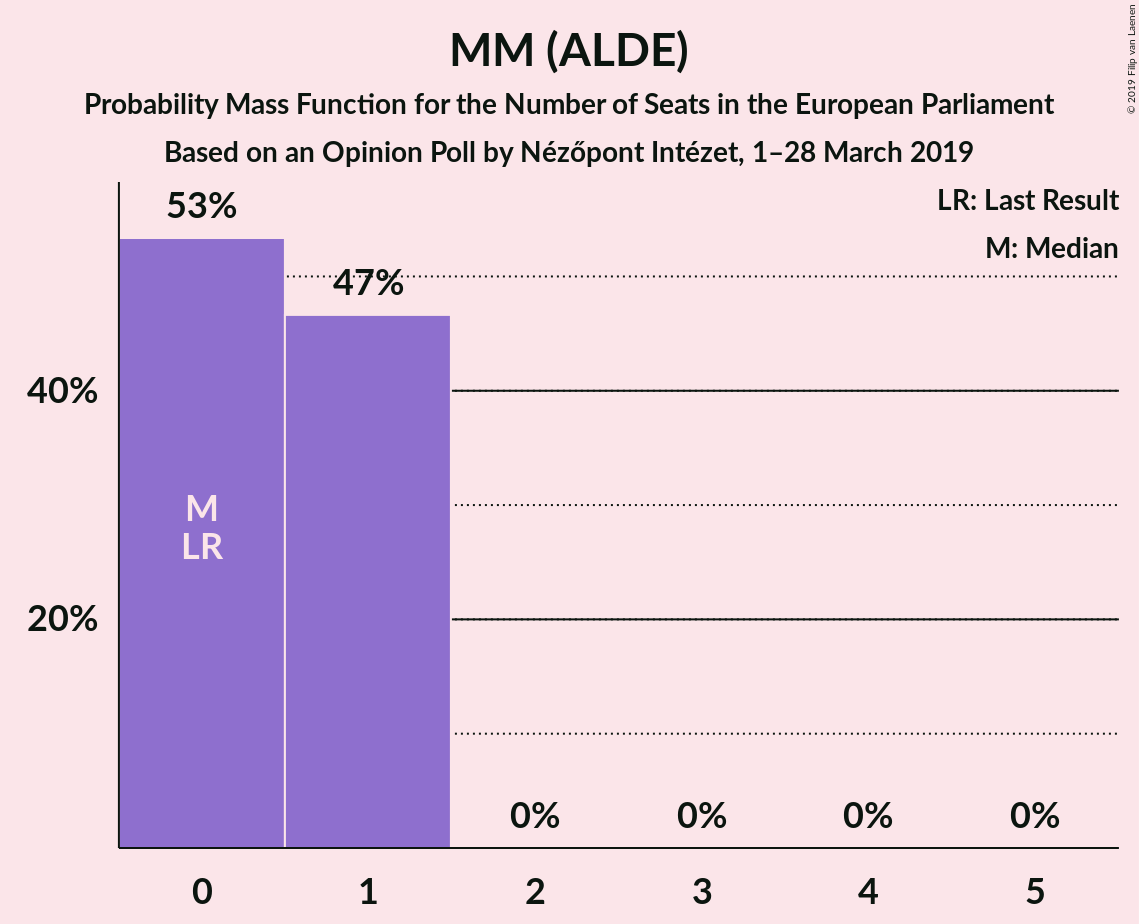 MM (ALDE)
Probability Mass Function for the Number of Seats in the European Parliament
Based on an Opinion Poll by Nézőpont Intézet, 1–28 March 2019
© 2019 Filip van Laenen
LR: Last Result
M: Median
53%
47%
40%
20%
M
LR
0% 0% 0% 0%
0 1 2 3 4 5